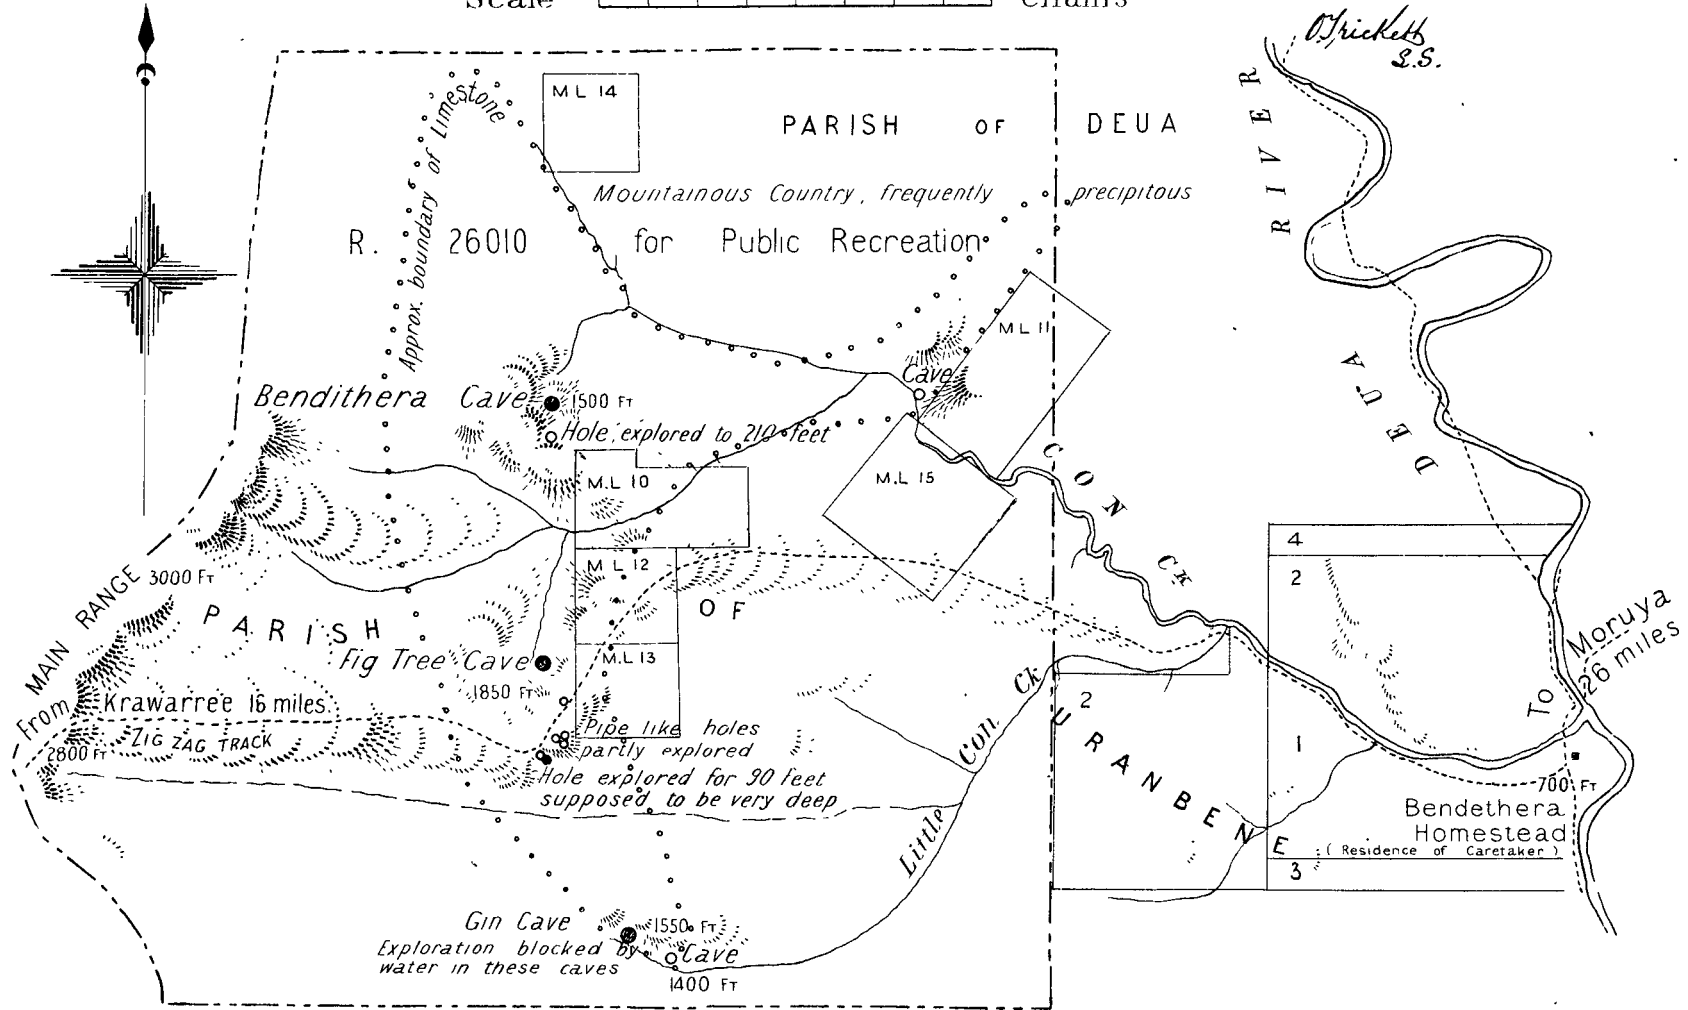 Scale Chains
O. Trickett
L.S.
M L 14
PARISH OF DEUA
Approx. boundary of Limestone
Mountainous Country, frequently precipitous
R. 26010 for Public Recreation
RIVER
DEUA
M L 11
Cave
Bendithera Cave
1500 FT
Hole, explored to 210 feet
M.L 10
M.L 15
CON CK
M L 12
MAIN RANGE
3000 FT
PARISH OF
URANBENE
4
2
Fig Tree Cave
1850 FT
M.L 13
Moruya
26 miles
To
From
Krawarree 16 miles.
ZIG ZAG TRACK
2800 FT
Pipe like holes
partly explored
Hole explored for 90 feet
supposed to be very deep
Little Con Ck
2
1
700 FT
Bendethera
Homestead
(Residence of Caretaker)
3
Gin Cave
1550 FT
Exploration blocked by
water in these caves
Cave
1400 FT